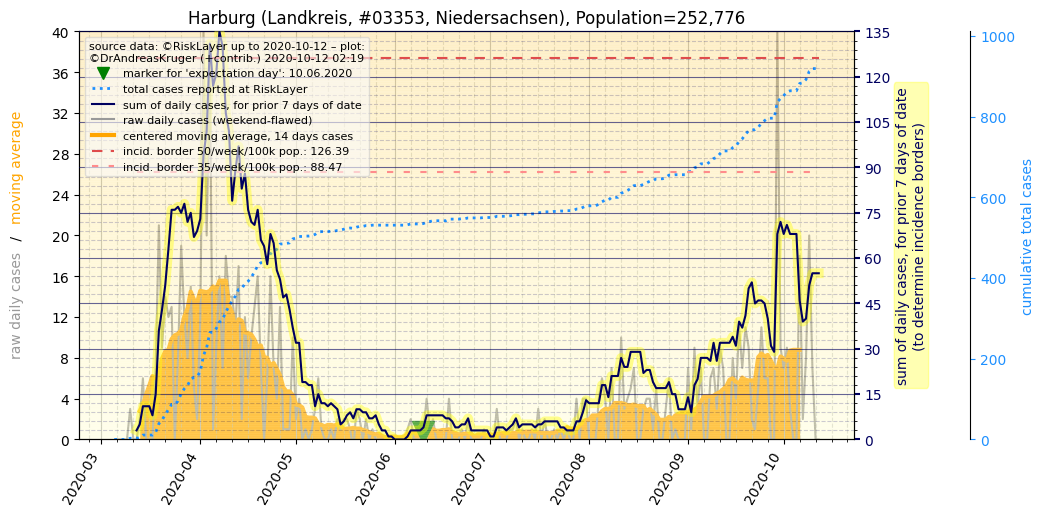 Harburg (Landkreis, #03353, Niedersachsen), Population=252,776
source data: ©RiskLayer up to 2020-10-12 – plot:
©DrAndreasKruger (+contrib.) 2020-10-12 02:19
marker for 'expectation day': 10.06.2020
total cases reported at RiskLayer
sum of daily cases, for prior 7 days of date
raw daily cases (weekend-flawed)
centered moving average, 14 days cases
incid. border 50/week/100k pop.: 126.39
incid. border 35/week/100k pop.: 88.47
raw daily cases / moving average
40
36
32
28
24
20
16
12
8
4
0
135
120
105
90
75
60
45
30
15
0
sum of daily cases, for prior 7 days of date
(to determine incidence borders)
1000
800
600
400
200
0
cumulative total cases
2020-03
2020-04
2020-05
2020-06
2020-07
2020-08
2020-09
2020-10